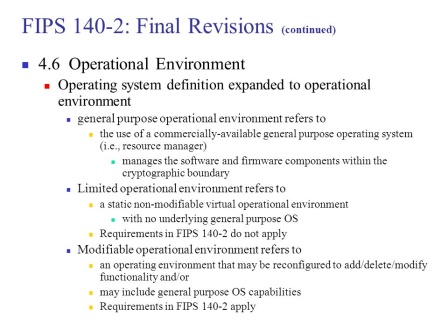 FIPS 140-2: Final Revisions (continued)
4.6 Operational Environment
Operating system definition expanded to operational
environment
general purpose operational environment refers to
the use of a commercially-available general purpose operating system
(i.e., resource manager)
manages the software and firmware components within the
cryptographic boundary
Limited operational environment refers to
a static non-modifiable virtual operational environment
with no underlying general purpose OS
Requirements in FIPS 140-2 do not apply
Modifiable operational environment refers to
an operating environment that may be reconfigured to add/delete/modify
functionality and/or
may include general purpose OS capabilities
Requirements in FIPS 140-2 apply